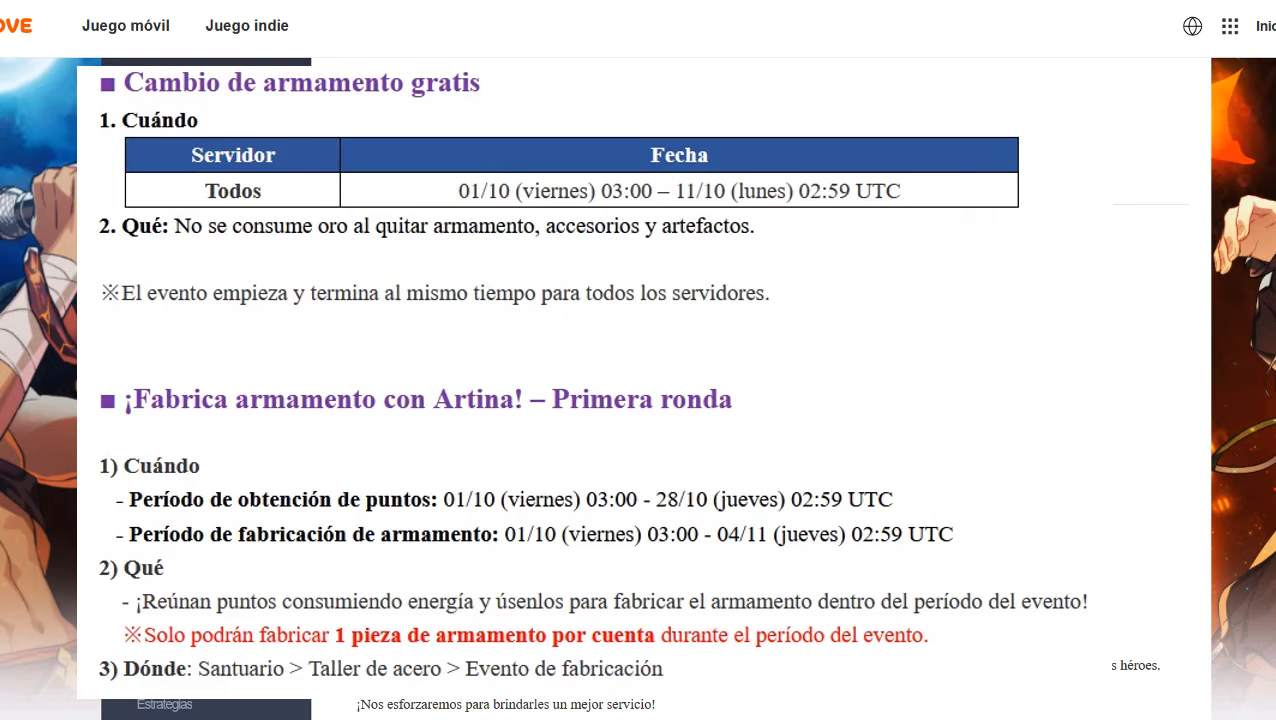 OVE Juego móvil Juego indie
■ Cambio de armamento gratis
1. Cuándo
Servidor Fecha
Todos 01/10 (viernes) 03:00 – 11/10 (lunes) 02:59 UTC
2. Qué: No se consume oro al quitar armamento, accesorios y artefactos.
※El evento empieza y termina al mismo tiempo para todos los servidores.
■ ¡Fabrica armamento con Artina! – Primera ronda
1) Cuándo
- Período de obtención de puntos: 01/10 (viernes) 03:00 - 28/10 (jueves) 02:59 UTC
- Período de fabricación de armamento: 01/10 (viernes) 03:00 - 04/11 (jueves) 02:59 UTC
2) Qué
- ¡Reúnan puntos consumiendo energía y úsenlos para fabricar el armamento dentro del período del evento!
※Solo podrán fabricar 1 pieza de armamento por cuenta durante el período del evento.
3) Dónde: Santuario > Taller de acero > Evento de fabricación
s héroes.
Estrategias
¡Nos esforzaremos para brindarles un mejor servicio!